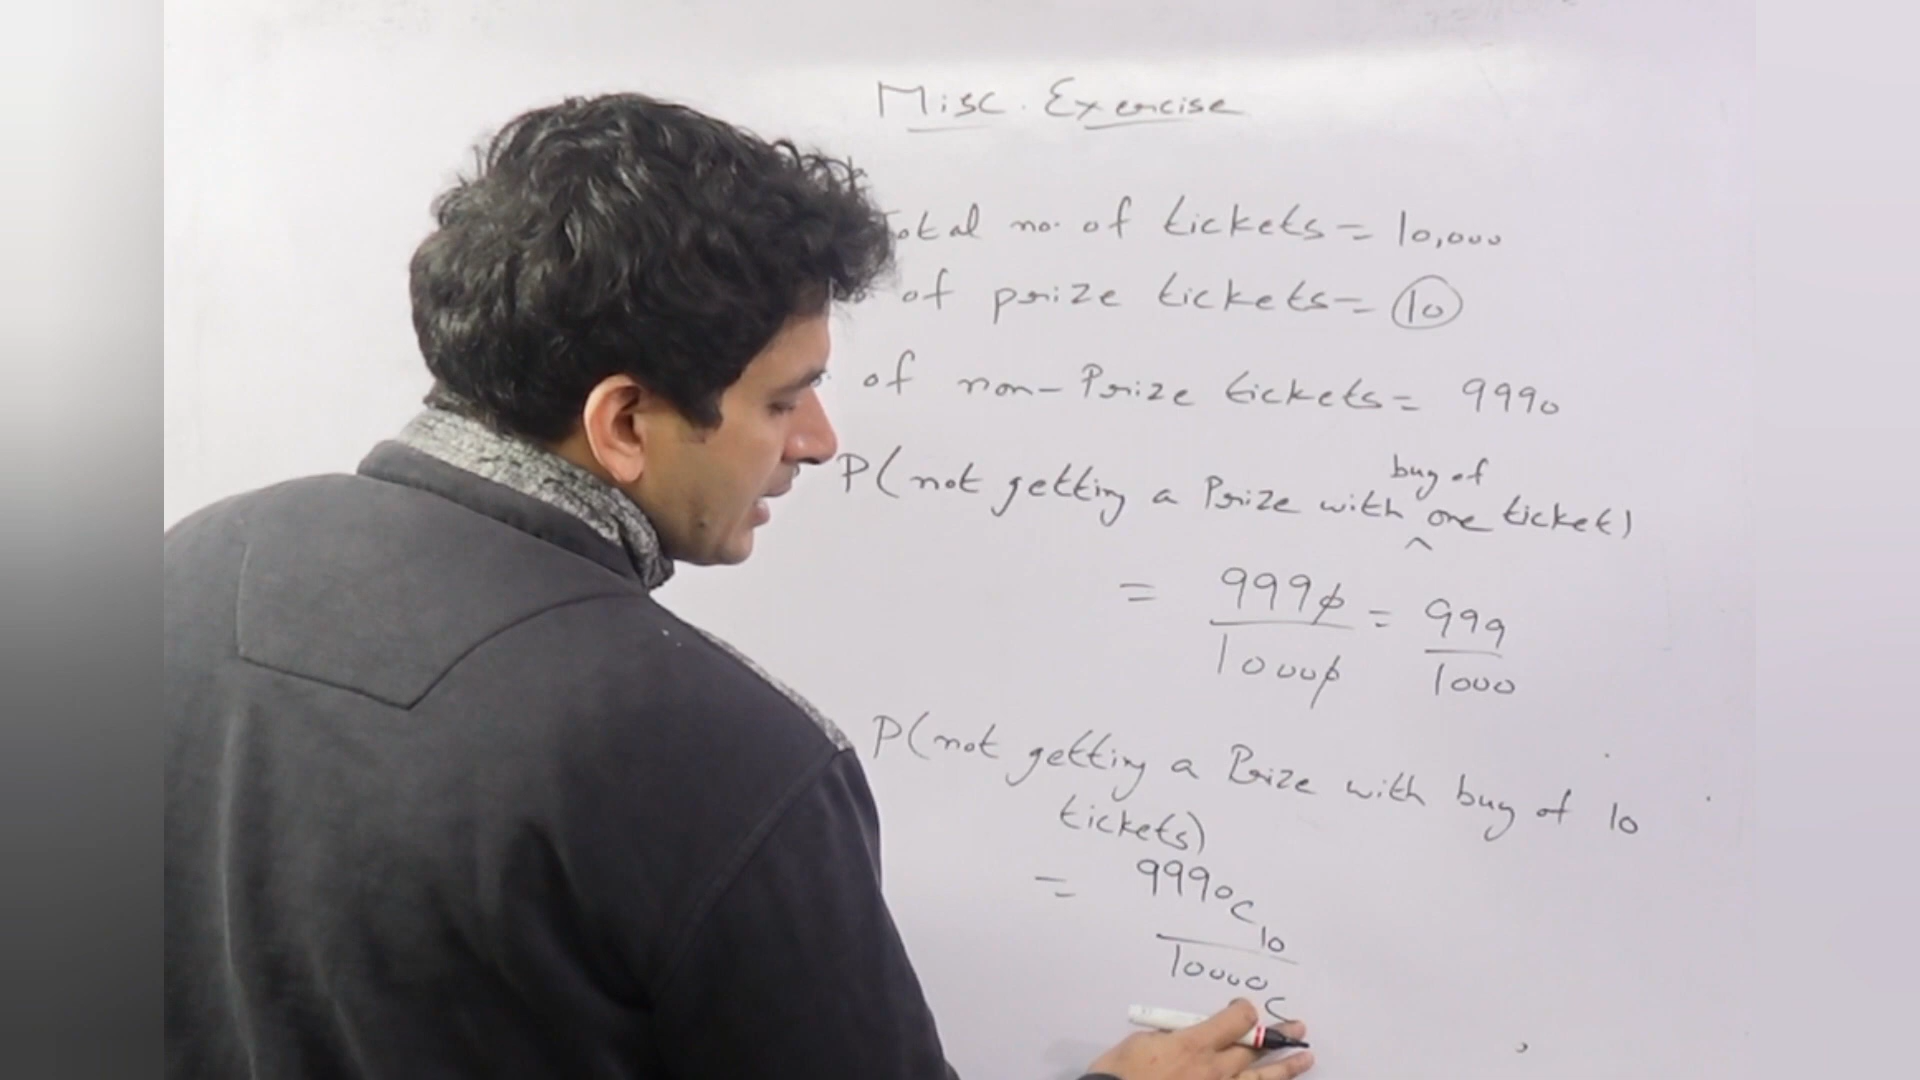 Misc. Exercise
Total no. of tickets = 10,000
of prize tickets = 10
of non-Prize tickets = 9990
buy of
P(not getting a Prize with ^ one ticket)
= 9990/10000 = 999/1000
P(not getting a Prize with buy of 10
tickets)
= 9990C10
10000C